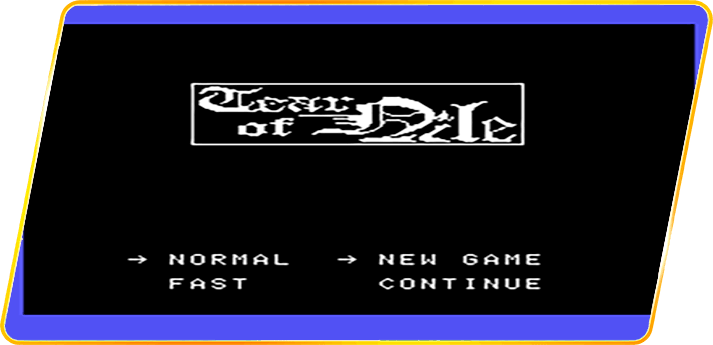 Tear
of Nile
→ NORMAL → NEW GAME
FAST CONTINUE